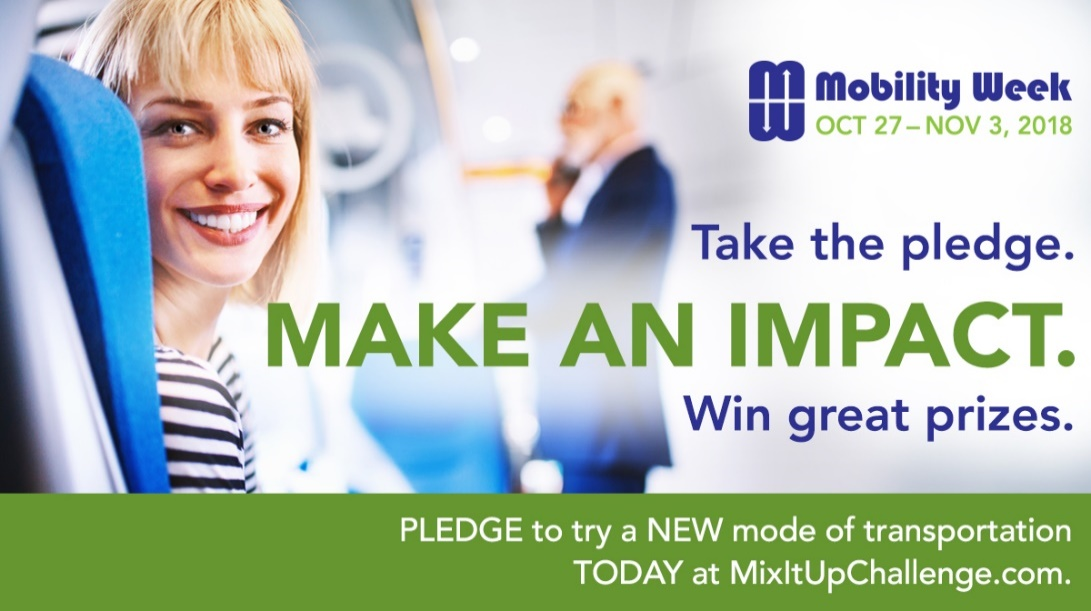 Mobility Week
OCT 27 – NOV 3, 2018
Take the pledge.
MAKE AN IMPACT.
Win great prizes.
PLEDGE to try a NEW mode of transportation
TODAY at MixItUpChallenge.com.